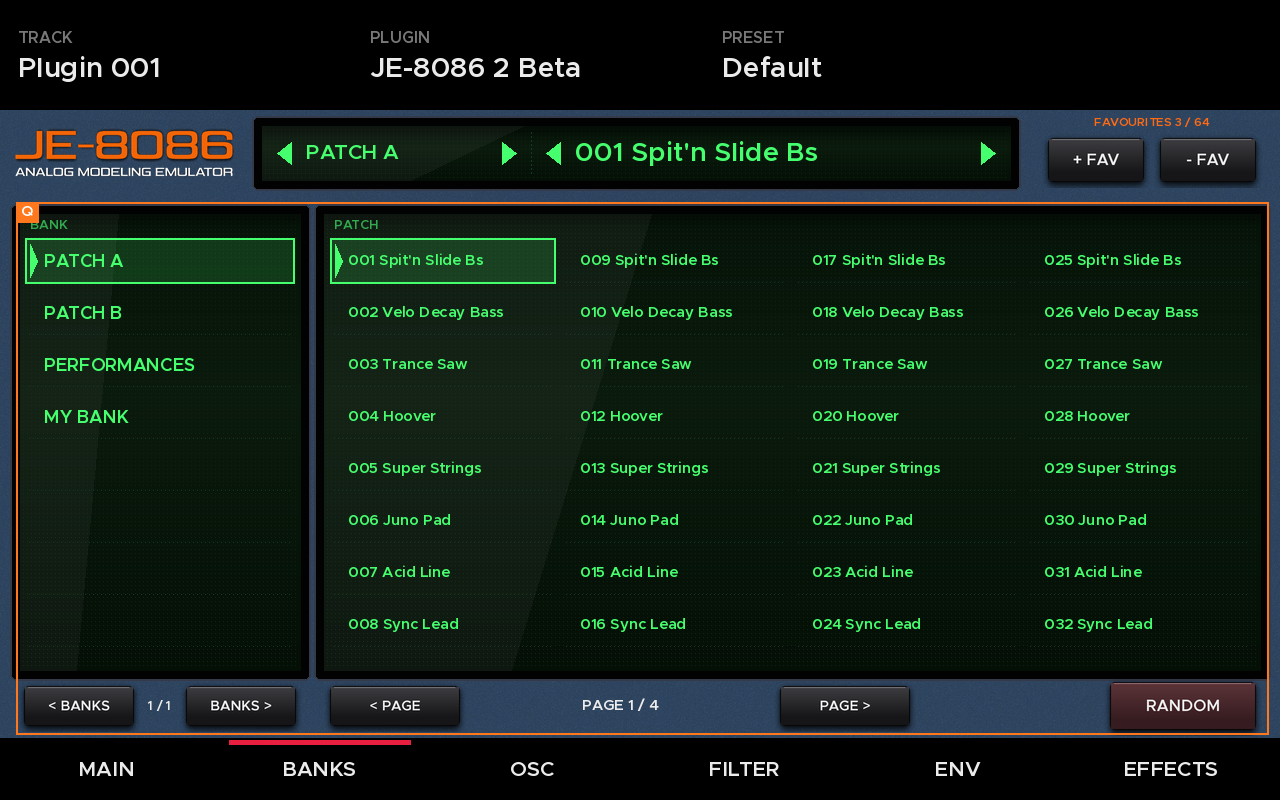 TRACK
Plugin 001
PLUGIN
JE-8086 2 Beta
PRESET
Default
JE-8086
ANALOG MODELING EMULATOR
PATCH A
001 Spit'n Slide Bs
FAVOURITES 3 / 64
+ FAV
- FAV
Q
BANK
PATCH A
PATCH B
PERFORMANCES
MY BANK
PATCH
001 Spit'n Slide Bs
002 Velo Decay Bass
003 Trance Saw
004 Hoover
005 Super Strings
006 Juno Pad
007 Acid Line
008 Sync Lead
009 Spit'n Slide Bs
010 Velo Decay Bass
011 Trance Saw
012 Hoover
013 Super Strings
014 Juno Pad
015 Acid Line
016 Sync Lead
017 Spit'n Slide Bs
018 Velo Decay Bass
019 Trance Saw
020 Hoover
021 Super Strings
022 Juno Pad
023 Acid Line
024 Sync Lead
025 Spit'n Slide Bs
026 Velo Decay Bass
027 Trance Saw
028 Hoover
029 Super Strings
030 Juno Pad
031 Acid Line
032 Sync Lead
< BANKS
1 / 1
BANKS >
< PAGE
PAGE 1 / 4
PAGE >
RANDOM
MAIN
BANKS
OSC
FILTER
ENV
EFFECTS